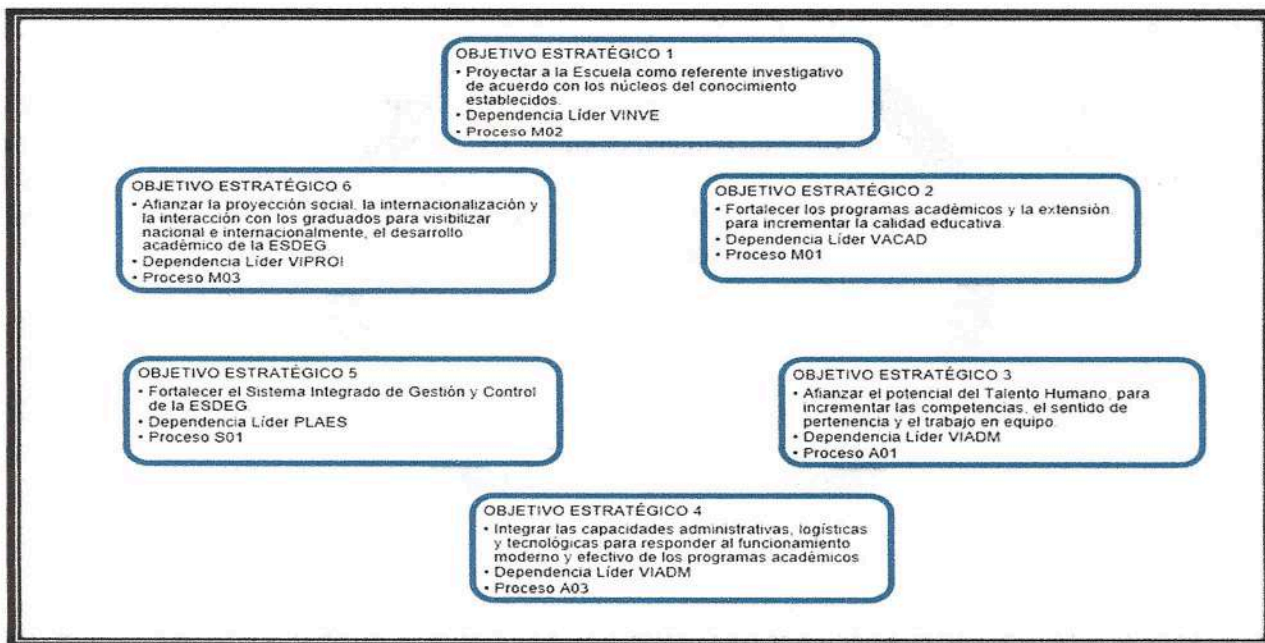 OBJETIVO ESTRATÉGICO 1
• Proyectar a la Escuela como referente investigativo
de acuerdo con los núcleos del conocimiento
establecidos.
• Dependencia Líder VINVE
• Proceso M02
OBJETIVO ESTRATÉGICO 2
• Fortalecer los programas académicos y la extensión
para incrementar la calidad educativa.
• Dependencia Líder VACAD
• Proceso M01
OBJETIVO ESTRATÉGICO 3
• Afianzar el potencial del Talento Humano, para
incrementar las competencias, el sentido de
pertenencia y el trabajo en equipo.
• Dependencia Líder VIADM
• Proceso A01
OBJETIVO ESTRATÉGICO 4
• Integrar las capacidades administrativas, logísticas
y tecnológicas para responder al funcionamiento
moderno y efectivo de los programas académicos
• Dependencia Líder VIADM
• Proceso A03
OBJETIVO ESTRATÉGICO 5
• Fortalecer el Sistema Integrado de Gestión y Control
de la ESDEG
• Dependencia Líder PLAES
• Proceso S01
OBJETIVO ESTRATÉGICO 6
• Afianzar la proyección social, la internacionalización y
la interacción con los graduados para visibilizar
nacional e internacionalmente, el desarrollo
académico de la ESDEG
• Dependencia Líder VIPROI
• Proceso M03